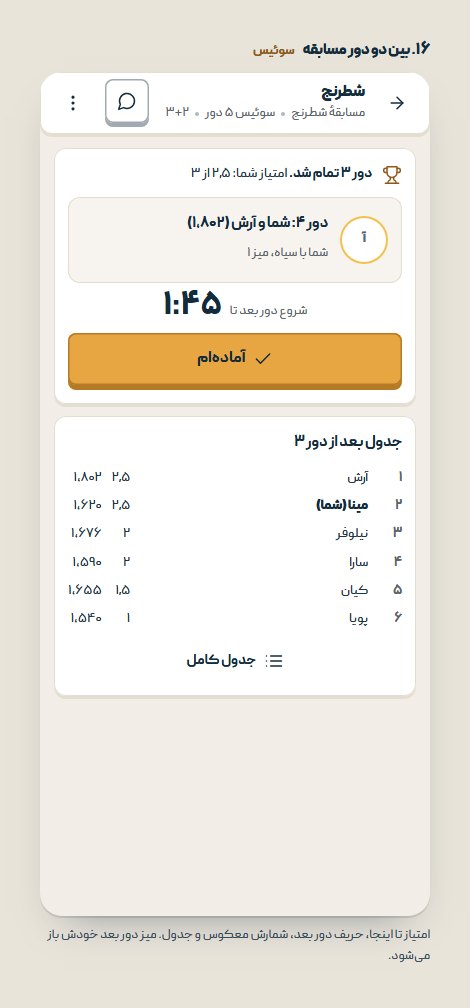 ۱۶. بین دو دور مسابقه سوئیس
شطرنج
مسابقهٔ شطرنج • سوئیس ۵ دور • ۳+۲
دور ۳ تمام شد. امتیاز شما: ۲٫۵ از ۳
آ
دور ۴: شما و آرش (۱٬۸۰۲)
شما با سیاه، میز ۱
شروع دور بعد تا ۱:۴۵
آماده‌ام
جدول بعد از دور ۳
۱ آرش ۲٫۵ ۱٬۸۰۲
۲ مینا (شما) ۲٫۵ ۱٬۶۲۰
۳ نیلوفر ۲ ۱٬۶۷۶
۴ سارا ۲ ۱٬۵۹۰
۵ کیان ۱٫۵ ۱٬۶۵۵
۶ پویا ۱ ۱٬۵۴۰
جدول کامل
امتیاز تا اینجا، حریف دور بعد، شمارش معکوس و جدول. میز دور بعد خودش باز
می‌شود.